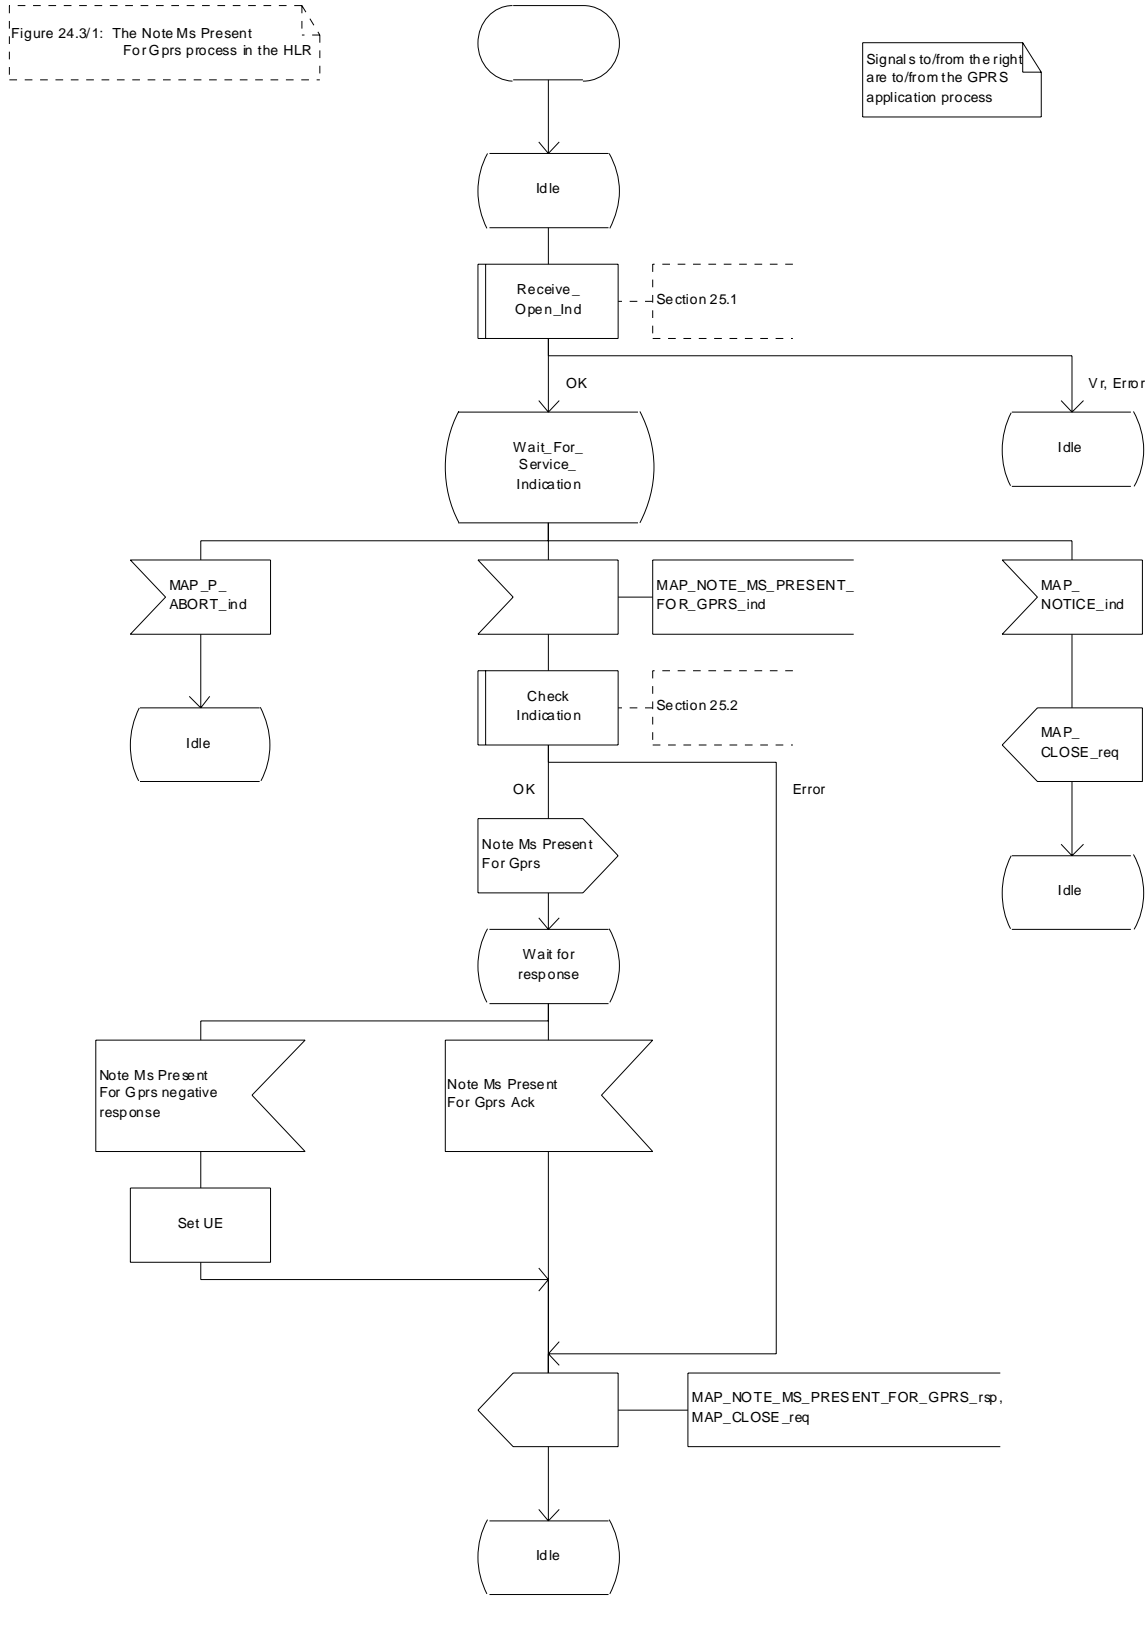 Figure 24.3/1: The Note Ms Present
For Gprs process in the HLR
Signals to/from the right
are to/from the GPRS
application process
Idle
Receive_
Open_Ind
Section 25.1
OK
Vr, Error
Wait_For_
Service_
Indication
Idle
MAP_P_
ABORT_ind
MAP_NOTE_MS_PRESENT_
FOR_GPRS_ind
MAP_
NOTICE_ind
Check
Indication
Section 25.2
Idle
MAP_
CLOSE_req
OK
Error
Note Ms Present
For Gprs
Idle
Wait for
response
Note Ms Present
For Gprs negative
response
Note Ms Present
For Gprs Ack
Set UE
MAP_NOTE_MS_PRESENT_FOR_GPRS_rsp,
MAP_CLOSE_req
Idle